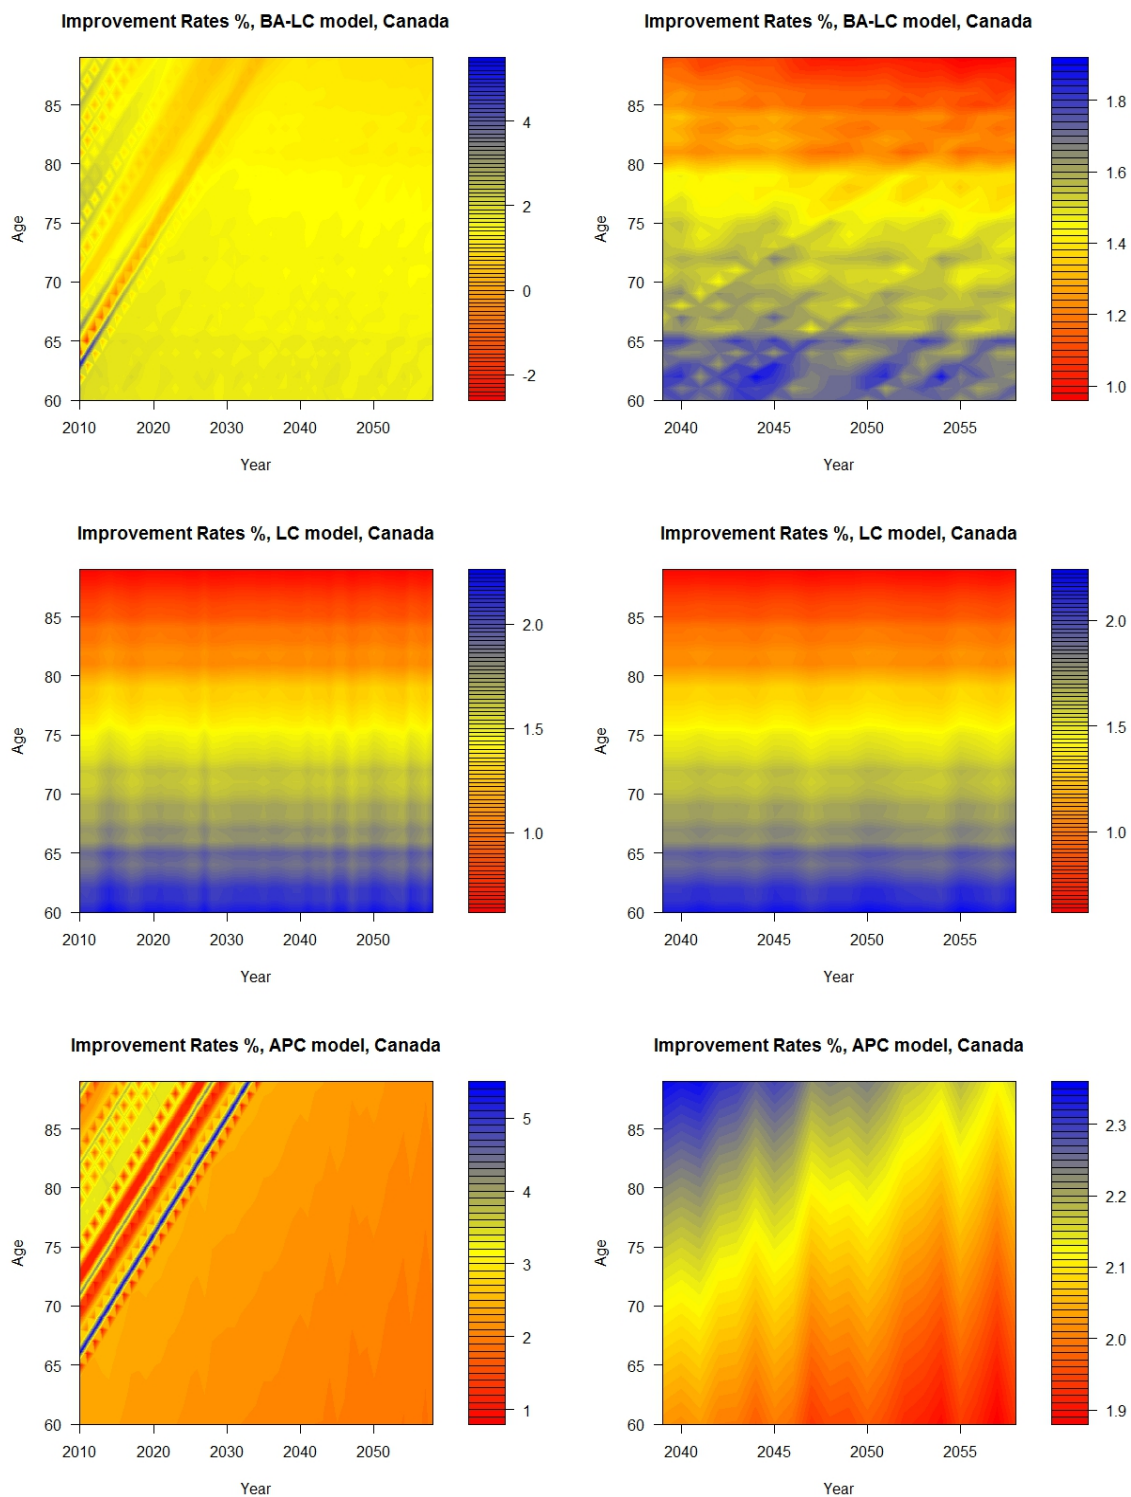 Improvement Rates %, BA-LC model, Canada
85
80
75
70
65
60
Age
2010 2020 2030 2040 2050
Year
4
2
0
-2
Improvement Rates %, BA-LC model, Canada
85
80
75
70
65
60
Age
2040 2045 2050 2055
Year
1.8
1.6
1.4
1.2
1.0
Improvement Rates %, LC model, Canada
85
80
75
70
65
60
Age
2010 2020 2030 2040 2050
Year
2.0
1.5
1.0
Improvement Rates %, LC model, Canada
85
80
75
70
65
60
Age
2040 2045 2050 2055
Year
2.0
1.5
1.0
Improvement Rates %, APC model, Canada
85
80
75
70
65
60
Age
2010 2020 2030 2040 2050
Year
5
4
3
2
1
Improvement Rates %, APC model, Canada
85
80
75
70
65
60
Age
2040 2045 2050 2055
Year
2.3
2.2
2.1
2.0
1.9